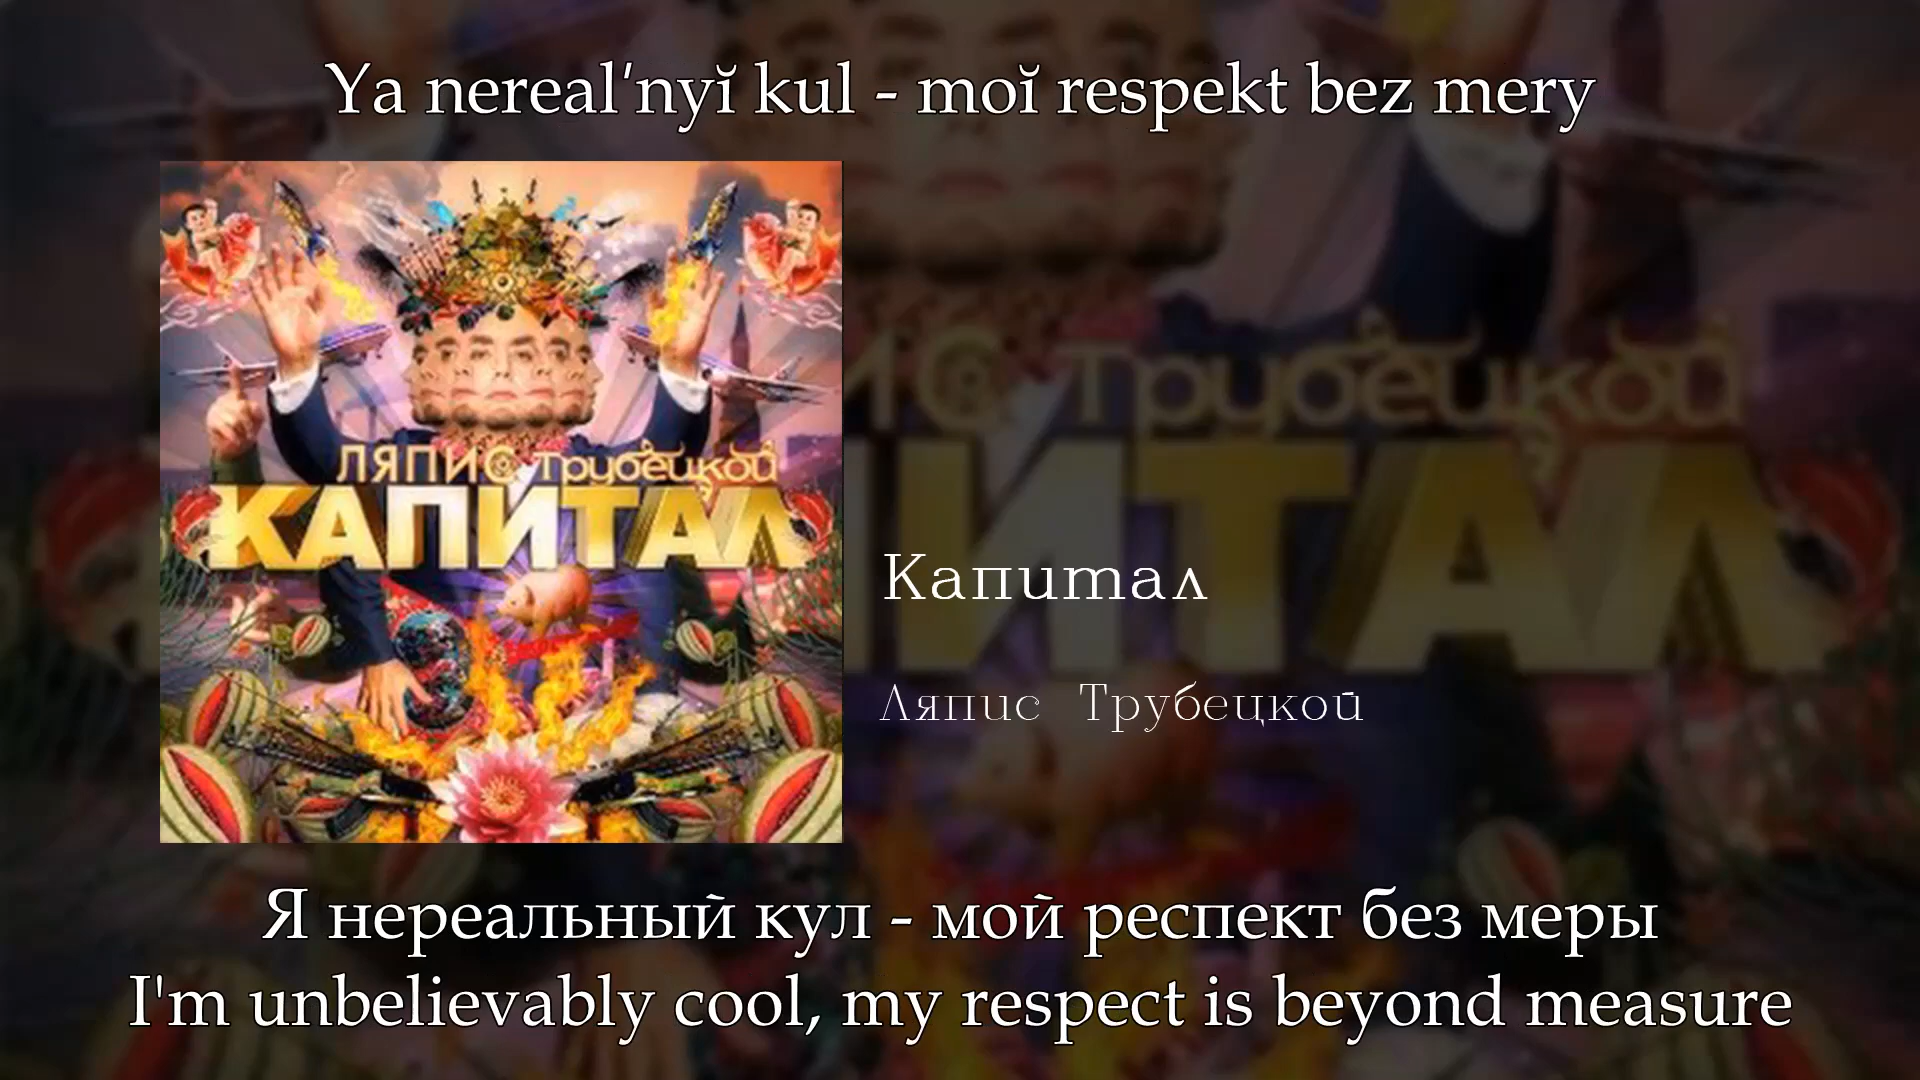 Ya nereal'nyĭ kul - moĭ respekt bez mery
ЛЯПИС Трубецкой
КАПИТАЛ
Капитал
Ляпис Трубецкой
Я нереальный кул - мой респект без меры
I'm unbelievably cool, my respect is beyond measure